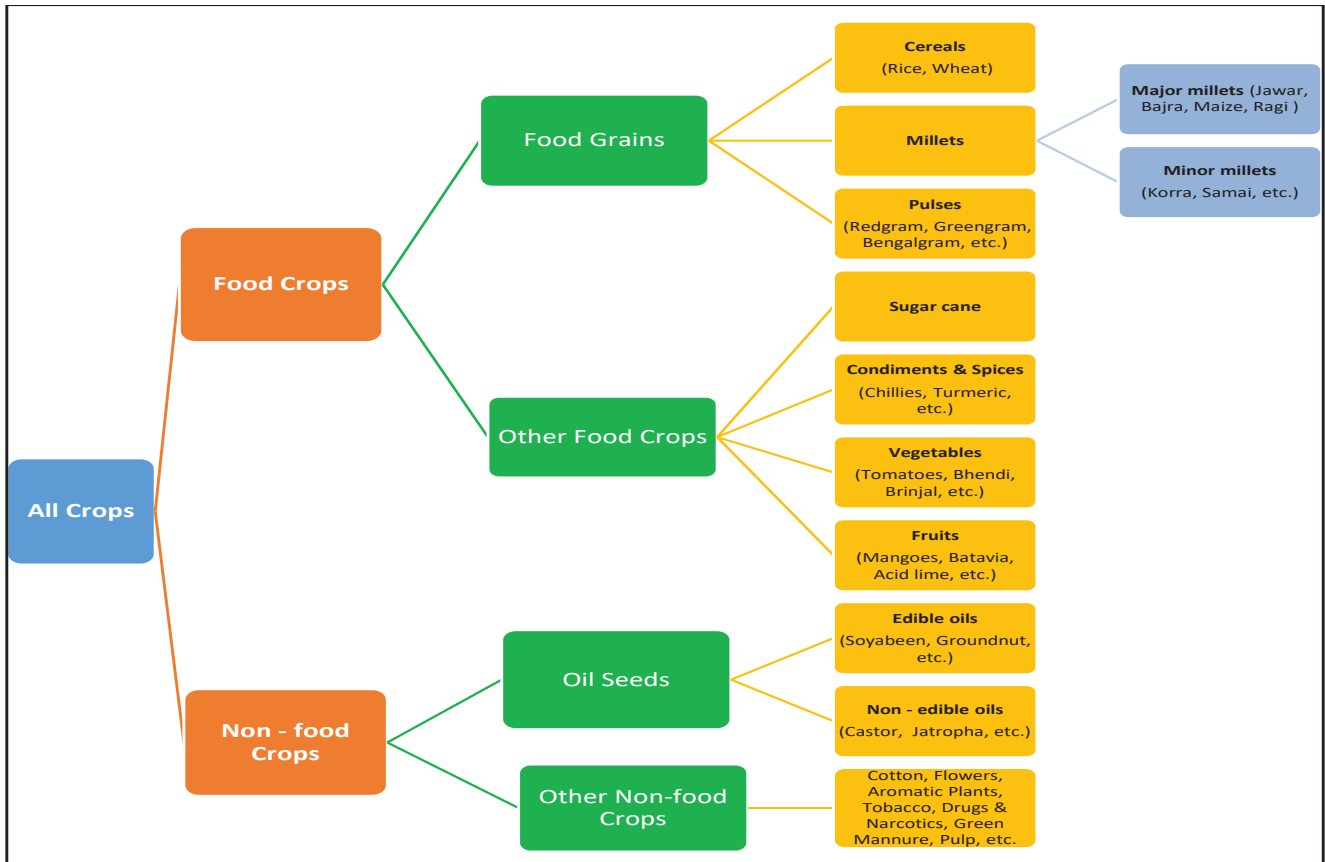 All Crops
Food Crops
Food Grains
Cereals
(Rice, Wheat)
Millets
Major millets (Jawar,
Bajra, Maize, Ragi )
Minor millets
(Korra, Samai, etc.)
Pulses
(Redgram, Greengram,
Bengalgram, etc.)
Other Food Crops
Sugar cane
Condiments & Spices
(Chillies, Turmeric,
etc.)
Vegetables
(Tomatoes, Bhendi,
Brinjal, etc.)
Fruits
(Mangoes, Batavia,
Acid lime, etc.)
Non - food
Crops
Oil Seeds
Edible oils
(Soyabeen, Groundnut,
etc.)
Non - edible oils
(Castor, Jatropha, etc.)
Other Non-food
Crops
Cotton, Flowers,
Aromatic Plants,
Tobacco, Drugs &
Narcotics, Green
Mannure, Pulp, etc.